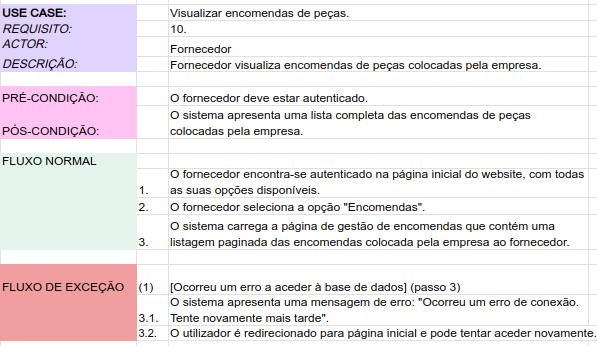 USE CASE: Visualizar encomendas de peças.
REQUISITO: 10.
ACTOR: Fornecedor
DESCRIÇÃO: Fornecedor visualiza encomendas de peças colocadas pela empresa.
PRÉ-CONDIÇÃO: O fornecedor deve estar autenticado.
O sistema apresenta uma lista completa das encomendas de peças
PÓS-CONDIÇÃO: colocadas pela empresa.
FLUXO NORMAL
O fornecedor encontra-se autenticado na página inicial do website, com todas
1. as suas opções disponíveis.
2. O fornecedor seleciona a opção "Encomendas".
O sistema carrega a página de gestão de encomendas que contém uma
3. listagem paginada das encomendas colocada pela empresa ao fornecedor.
FLUXO DE EXCEÇÃO (1) [Ocorreu um erro a aceder à base de dados] (passo 3)
O sistema apresenta uma mensagem de erro: "Ocorreu um erro de conexão.
3.1. Tente novamente mais tarde".
3.2. O utilizador é redirecionado para página inicial e pode tentar aceder novamente.